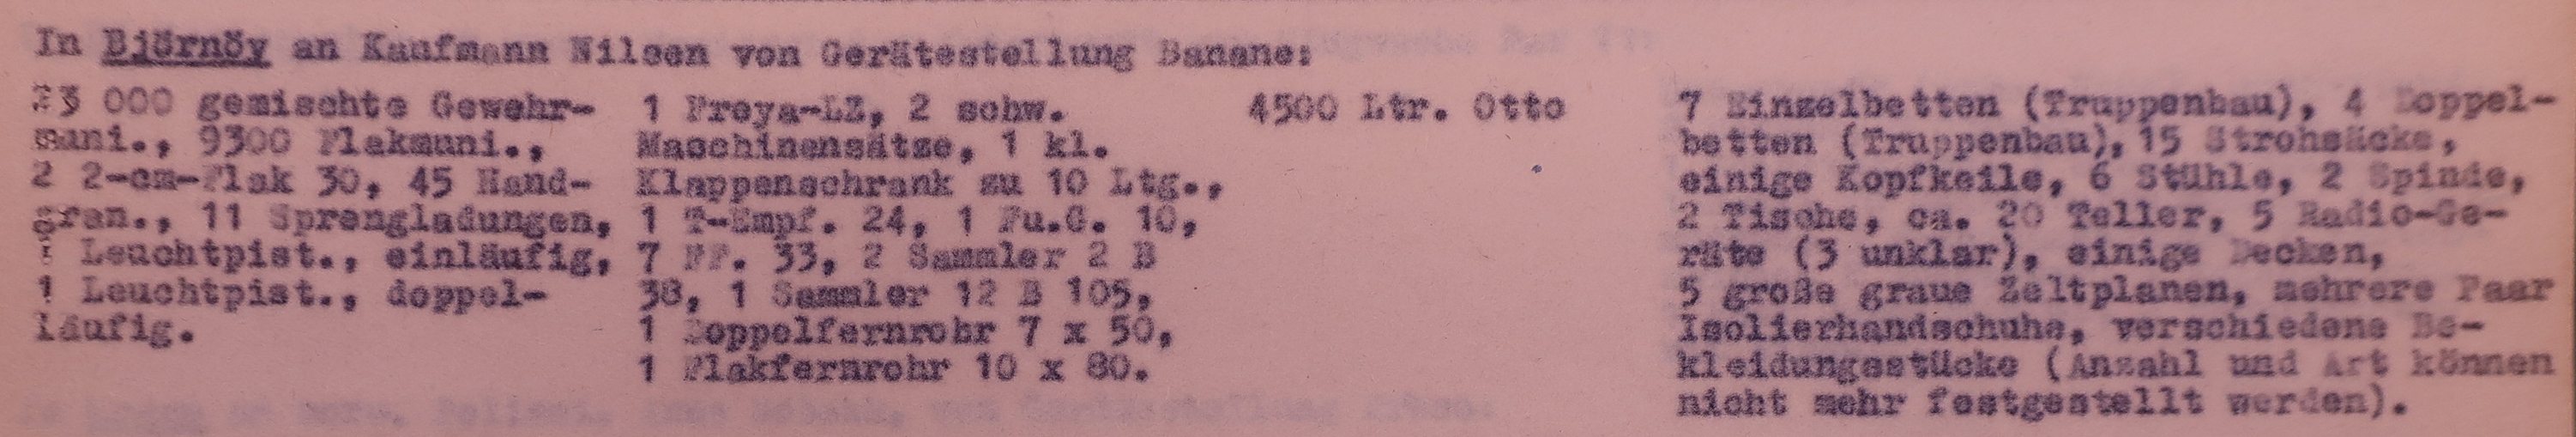 In Björnöy an Kaufmann Nilsen von Gerätestellung Banane:
23 000 gemischte Gewehr-
muni., 9300 Flakmuni.,
2 2-cm-Flak 30, 45 Hand-
gran., 11 Sprengladungen,
1 Leuchtpist., einläufig,
1 Leuchtpist., doppel-
läufig.
1 Freya-LZ, 2 schw.
Maschinensätze, 1 kl.
Klappenschrank zu 10 Ltg.,
1 T-Empf. 24, 1 Fu.G. 10,
7 FF. 33, 2 Sammler 2 B
38, 1 Sammler 12 B 105,
1 Doppelfernrohr 7 x 50,
1 Flakfernrohr 10 x 80.
4500 Ltr. Otto
7 Einzelbetten (Truppenbau), 4 Doppel-
betten (Truppenbau), 15 Strohsäcke,
einige Kopfkeile, 6 Stühle, 2 Spinde,
2 Tische, ca. 20 Teller, 5 Radio-Ge-
räte (3 unklar), einige Decken,
5 große graue Zeltplanen, mehrere Paar
Isolierhandschuhe, verschiedene Be-
kleidungsstücke (Anzahl und Art können
nicht mehr festgestellt werden).